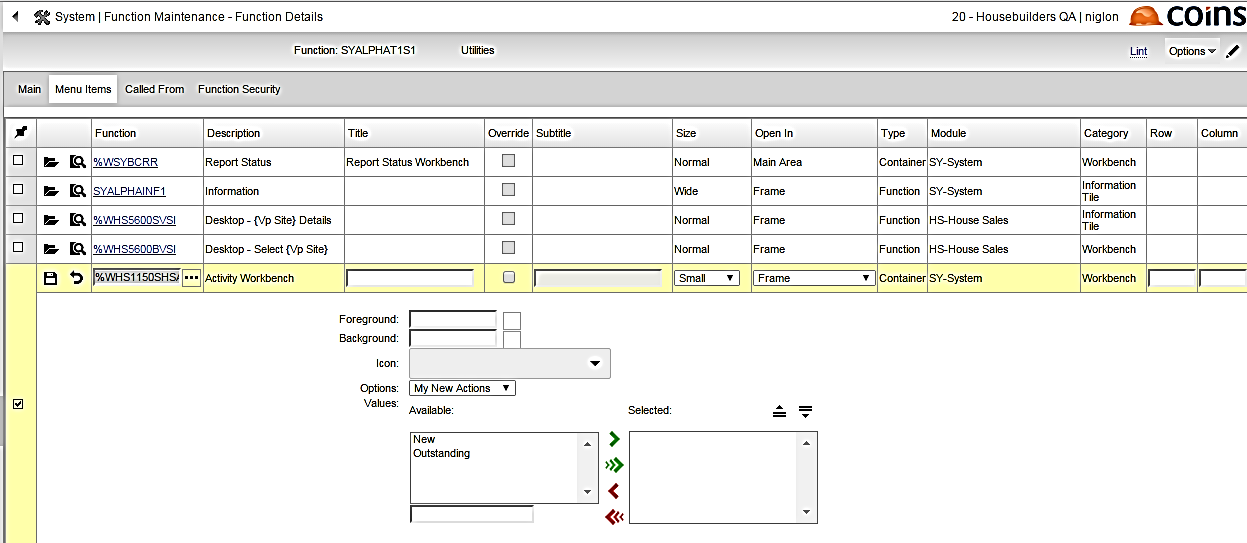 System | Function Maintenance - Function Details 20 - Housebuilders QA | niglon coins
Function: SYALPHAT1S1 Utilities Lint Options
Main Menu Items Called From Function Security
Function Description Title Override Subtitle Size Open In Type Module Category Row Column
%WSYBCRR Report Status Report Status Workbench Normal Main Area Container SY-System Workbench
SYALPHAINF1 Information Wide Frame Function SY-System Information Tile
%WHS5600SVSI Desktop - {Vp Site} Details Normal Frame Function HS-House Sales Information Tile
%WHS5600BVSI Desktop - Select {Vp Site} Normal Frame Function HS-House Sales Workbench
%WHS1150SHSA Activity Workbench Small Frame Container SY-System Workbench
Foreground:
Background:
Icon:
Options: My New Actions
Values:
Available: Selected:
New
Outstanding